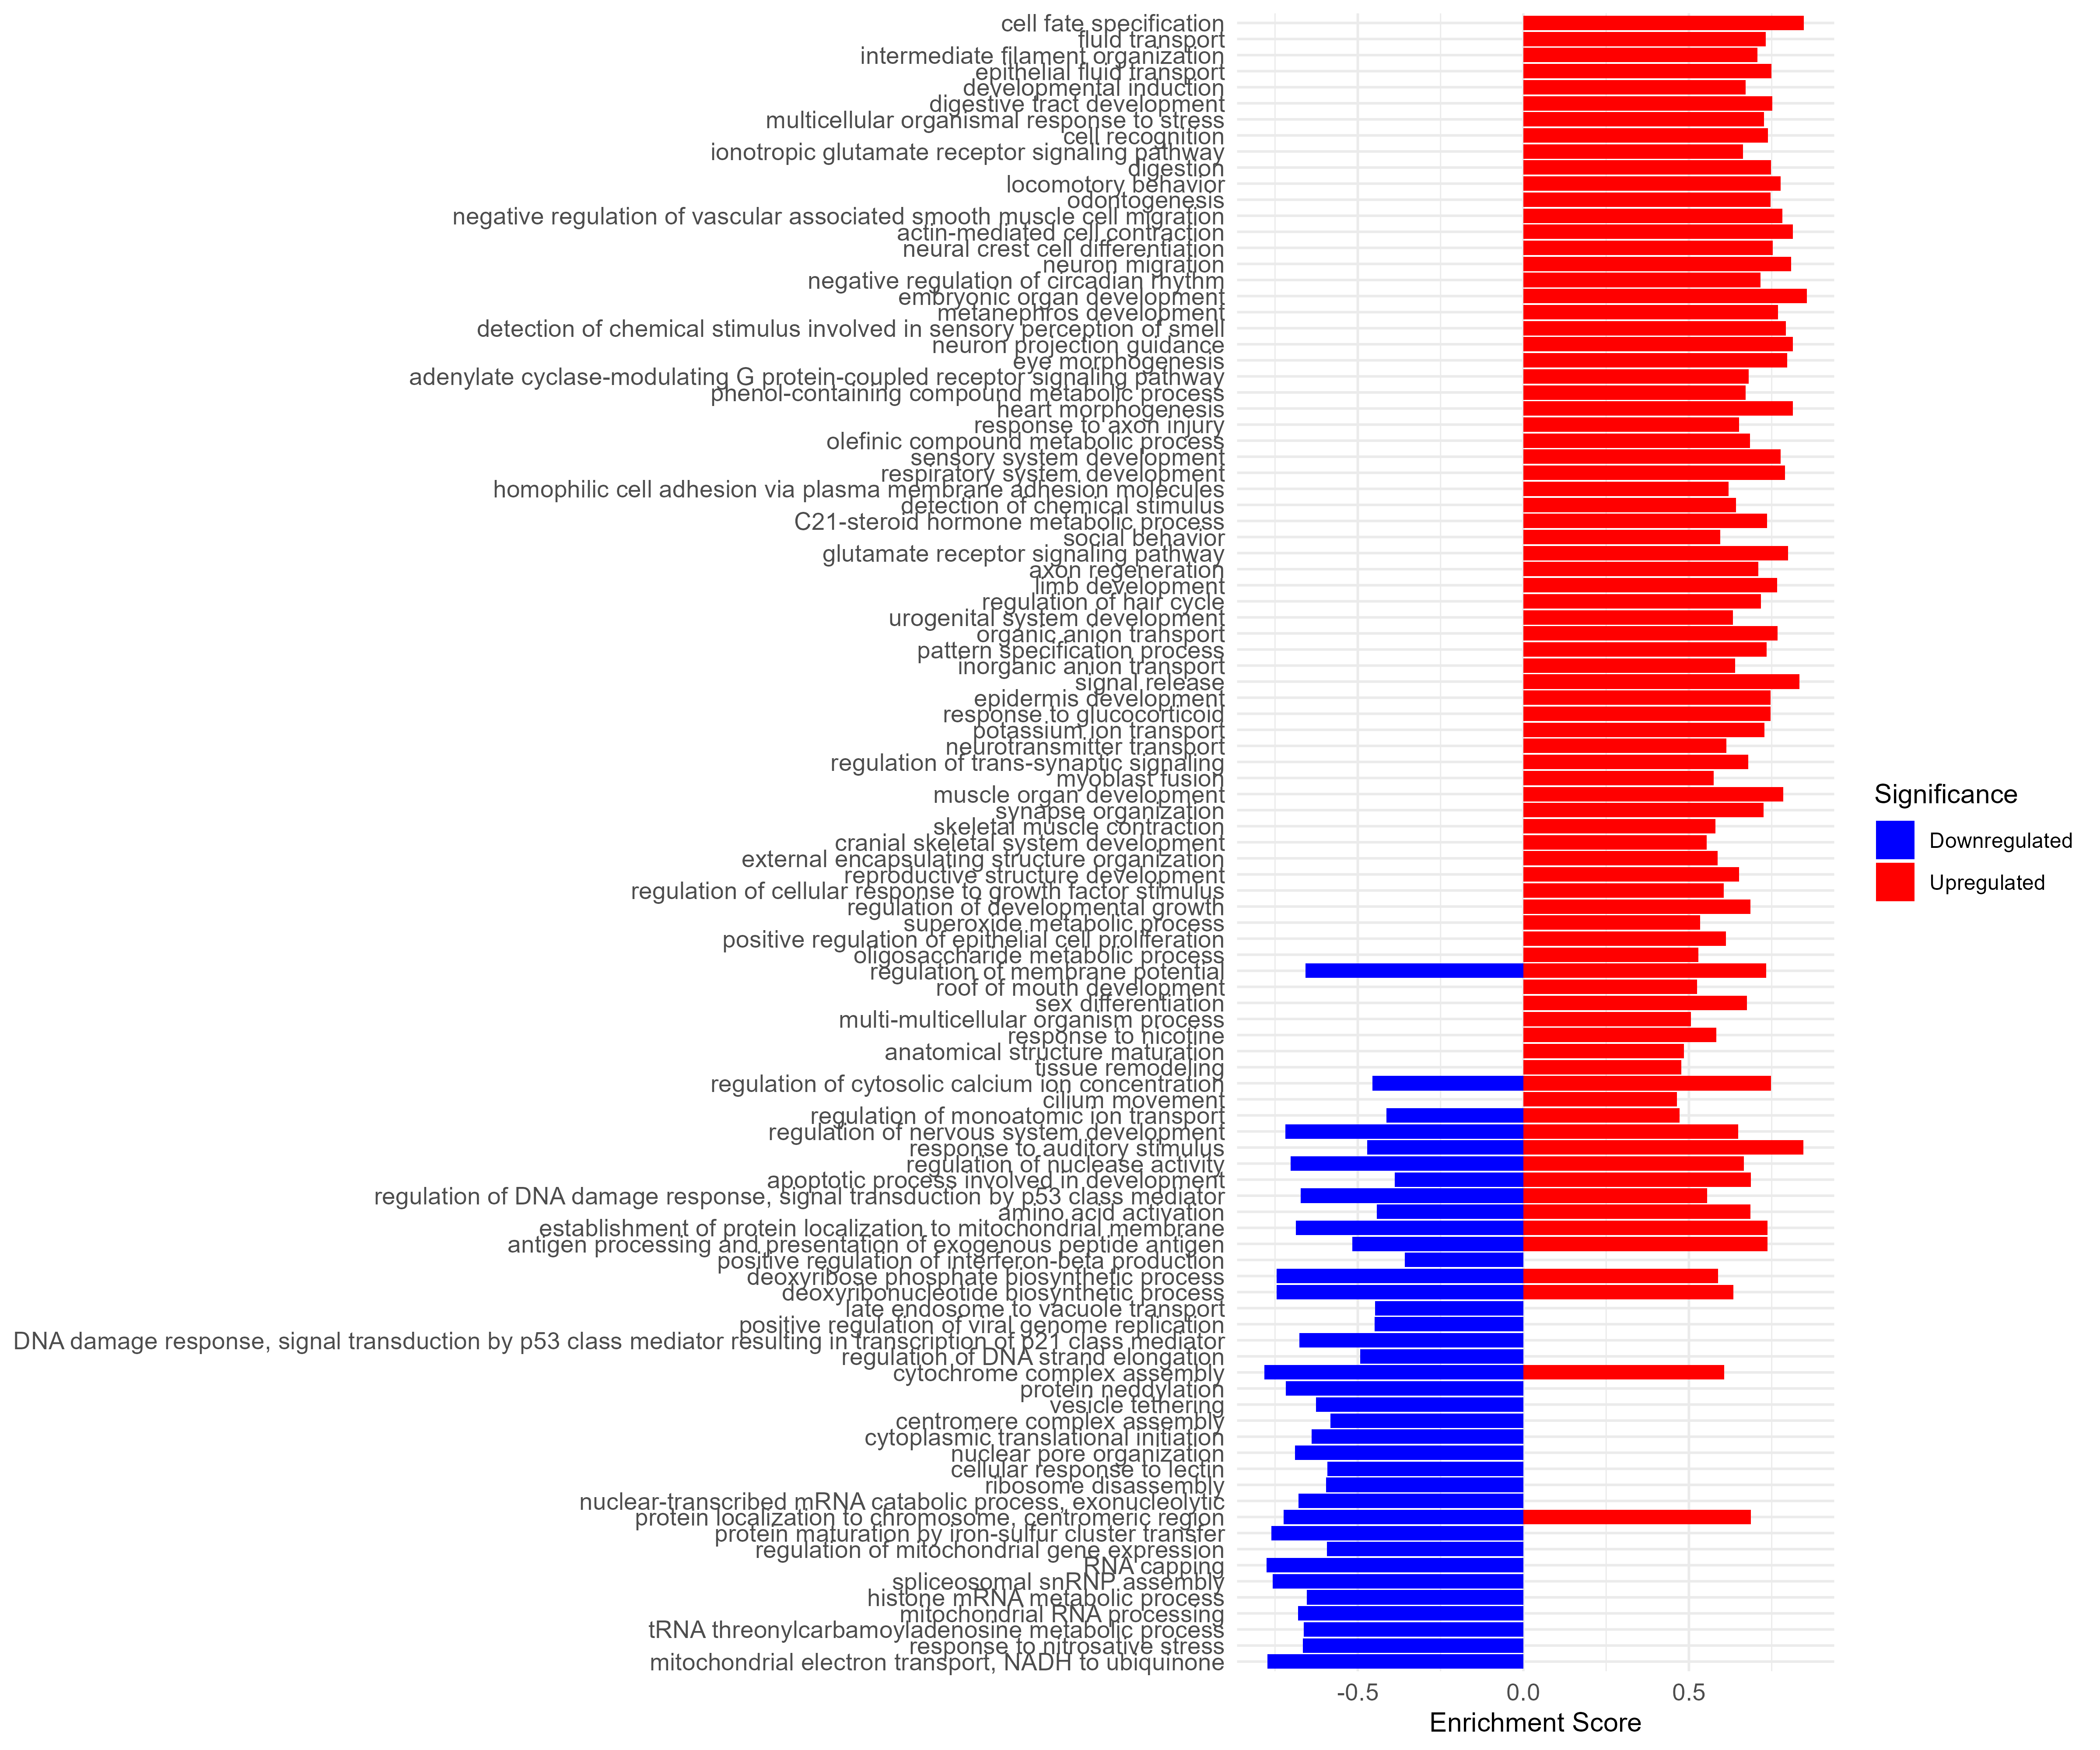 cell fate specification
fluid transport
intermediate filament organization
epithelial fluid transport
developmental induction
digestive tract development
multicellular organismal response to stress
cell recognition
ionotropic glutamate receptor signaling pathway
digestion
locomotory behavior
odontogenesis
negative regulation of vascular associated smooth muscle cell migration
actin-mediated cell contraction
neural crest cell differentiation
neuron migration
negative regulation of circadian rhythm
embryonic organ development
metanephros development
detection of chemical stimulus involved in sensory perception of smell
neuron projection guidance
eye morphogenesis
adenylate cyclase-modulating G protein-coupled receptor signaling pathway
phenol-containing compound metabolic process
heart morphogenesis
response to axon injury
olefinic compound metabolic process
sensory system development
respiratory system development
homophilic cell adhesion via plasma membrane adhesion molecules
detection of chemical stimulus
C21-steroid hormone metabolic process
social behavior
glutamate receptor signaling pathway
axon regeneration
limb development
regulation of hair cycle
urogenital system development
organic anion transport
pattern specification process
inorganic anion transport
signal release
epidermis development
response to glucocorticoid
potassium ion transport
neurotransmitter transport
regulation of trans-synaptic signaling
myoblast fusion
muscle organ development
synapse organization
skeletal muscle contraction
cranial skeletal system development
external encapsulating structure organization
reproductive structure development
regulation of cellular response to growth factor stimulus
regulation of developmental growth
superoxide metabolic process
positive regulation of epithelial cell proliferation
oligosaccharide metabolic process
regulation of membrane potential
roof of mouth development
sex differentiation
multi-multicellular organism process
response to nicotine
anatomical structure maturation
tissue remodeling
regulation of cytosolic calcium ion concentration
cilium movement
regulation of monoatomic ion transport
regulation of nervous system development
response to auditory stimulus
regulation of nuclease activity
apoptotic process involved in development
regulation of DNA damage response, signal transduction by p53 class mediator
amino acid activation
establishment of protein localization to mitochondrial membrane
antigen processing and presentation of exogenous peptide antigen
positive regulation of interferon-beta production
deoxyribose phosphate biosynthetic process
deoxyribonucleotide biosynthetic process
late endosome to vacuole transport
positive regulation of viral genome replication
DNA damage response, signal transduction by p53 class mediator resulting in transcription of p21 class mediator
regulation of DNA strand elongation
cytochrome complex assembly
protein neddylation
vesicle tethering
centromere complex assembly
cytoplasmic translational initiation
nuclear pore organization
cellular response to lectin
ribosome disassembly
nuclear-transcribed mRNA catabolic process, exonucleolytic
protein localization to chromosome, centromeric region
protein maturation by iron-sulfur cluster transfer
regulation of mitochondrial gene expression
RNA capping
spliceosomal snRNP assembly
histone mRNA metabolic process
mitochondrial RNA processing
tRNA threonylcarbamoyladenosine metabolic process
response to nitrosative stress
mitochondrial electron transport, NADH to ubiquinone
-0.5 0.0 0.5
Enrichment Score
Significance
Downregulated
Upregulated